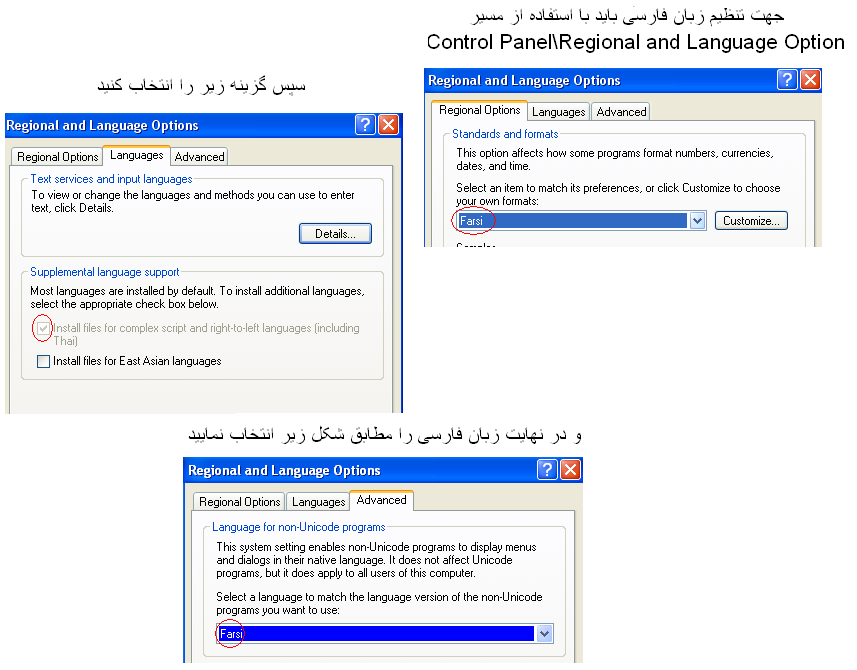 جهت تنظیم زبان فارسی باید با استفاده از مسیر
Control Panel\Regional and Language Option
Regional and Language Options
Regional Options
Languages
Advanced
Standards and formats
This option affects how some programs format numbers, currencies,
dates, and time.
Select an item to match its preferences, or click Customize to choose
your own formats:
Farsi
Customize...
سپس گزینه زیر را انتخاب کنید
Regional and Language Options
Regional Options
Languages
Advanced
Text services and input languages
To view or change the languages and methods you can use to enter
text, click Details.
Details...
Supplemental language support
Most languages are installed by default. To install additional languages,
select the appropriate check box below.
Install files for complex script and right-to-left languages (including
Thai)
Install files for East Asian languages
و در نهایت زبان فارسی را مطابق شکل زیر انتخاب نمایید
Regional and Language Options
Regional Options
Languages
Advanced
Language for non-Unicode programs
This system setting enables non-Unicode programs to display menus
and dialogs in their native language. It does not affect Unicode
programs, but it does apply to all users of this computer.
Select a language to match the language version of the non-Unicode
programs you want to use:
Farsi